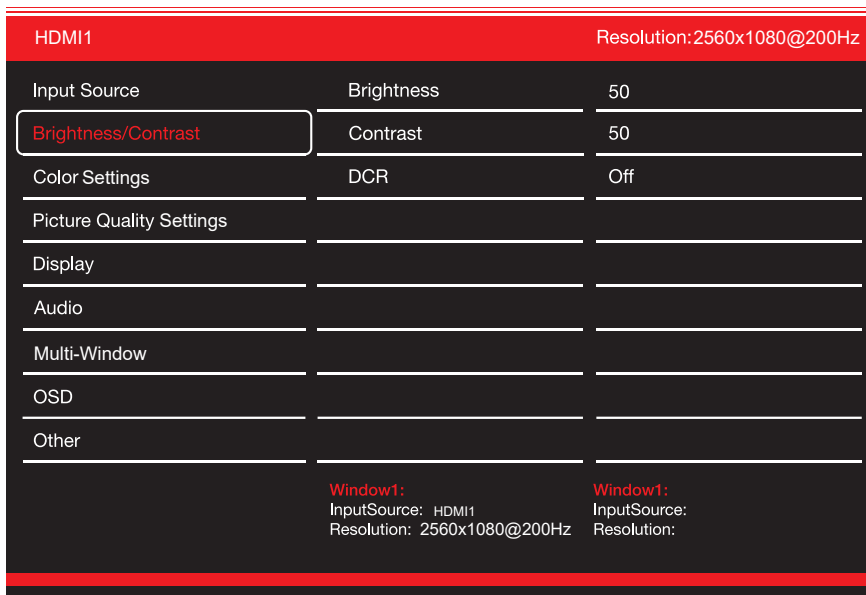 HDMI1 Resolution:2560x1080@200Hz
Input Source Brightness 50
Brightness/Contrast Contrast 50
Color Settings DCR Off
Picture Quality Settings
Display
Audio
Multi-Window
OSD
Other
Window1: Window1:
InputSource: HDMI1 InputSource:
Resolution: 2560x1080@200Hz Resolution: